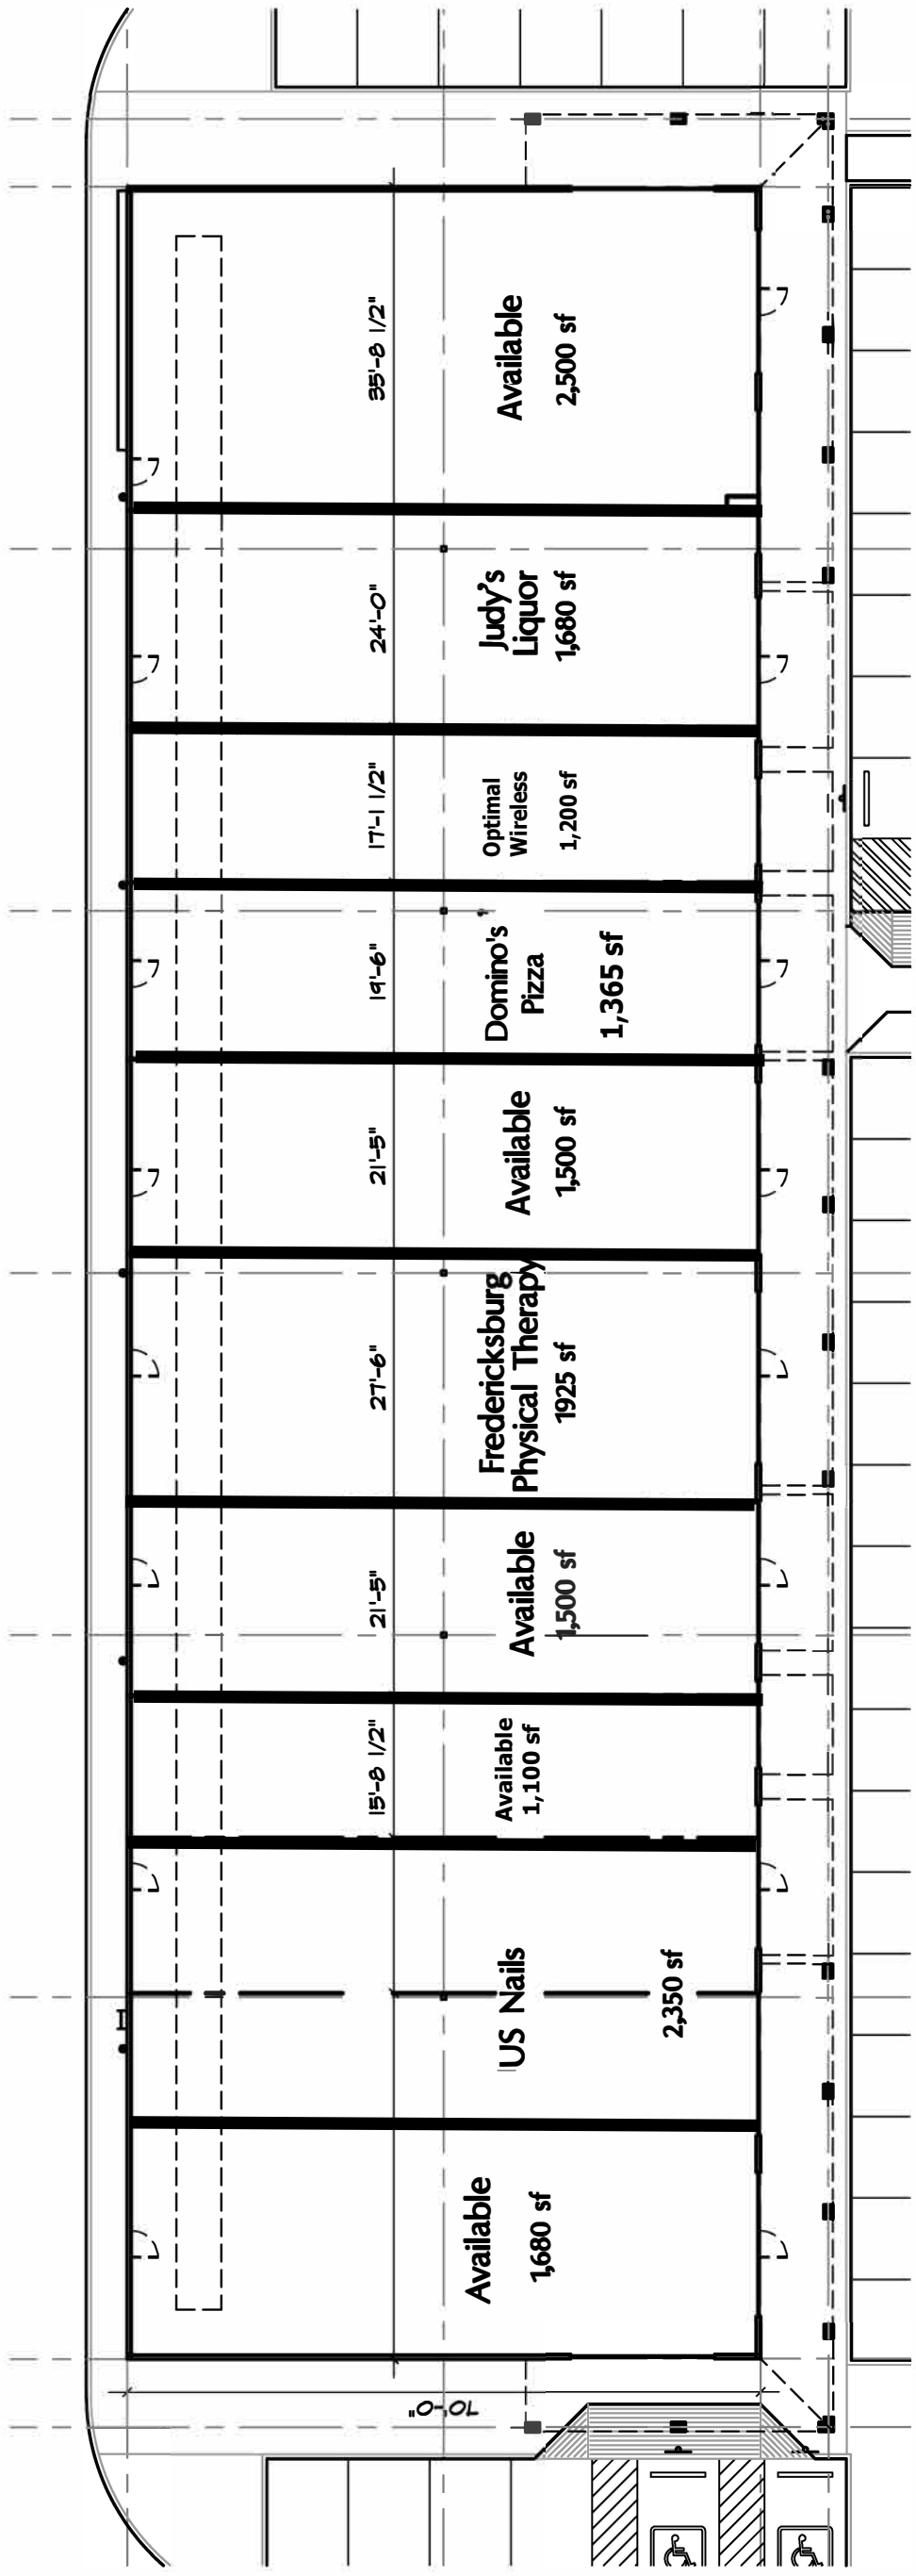 35'-8 1/2"
Available
2,500 sf
24'-0"
Judy's
Liquor
1,680 sf
17'-1 1/2"
Optimal
Wireless
1,200 sf
19'-6"
Domino's
Pizza
1,365 sf
21'-5"
Available
1,500 sf
27'-6"
Fredericksburg
Physical Therapy
1925 sf
21'-5"
Available
1,500 sf
15'-8 1/2"
Available
1,100 sf
US Nails
2,350 sf
Available
1,680 sf
70'-0"